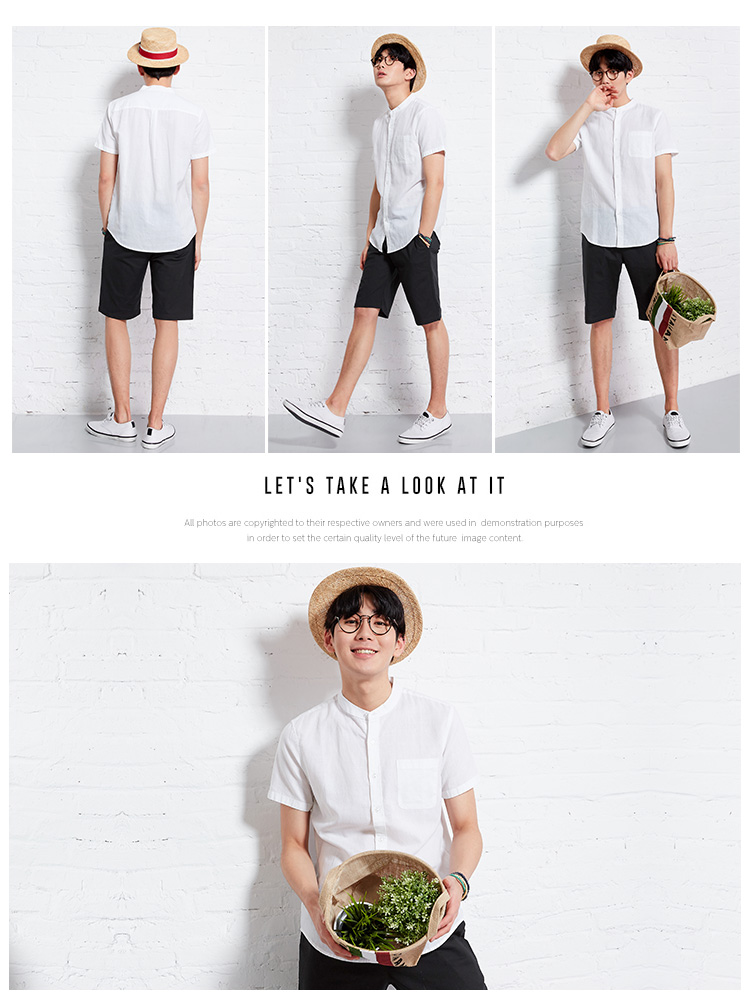 LET'S TAKE A LOOK AT IT
All photos are copyrighted to their respective owners and were used in demonstration purposes
in order to set the certain quality level of the future image content.